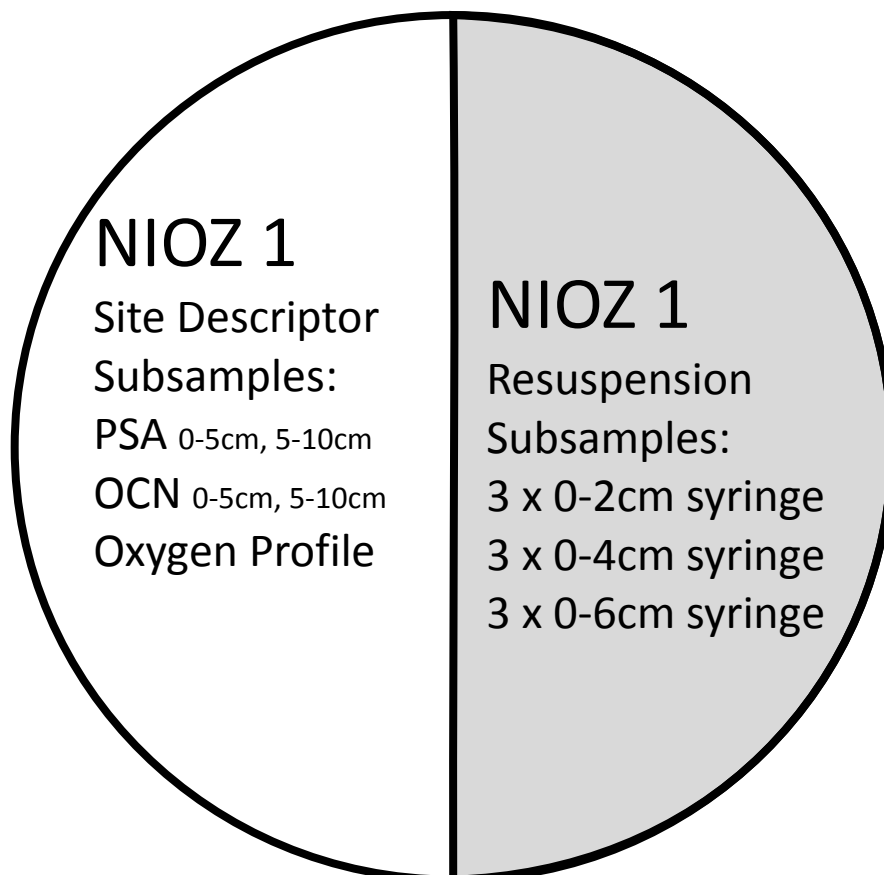 NIOZ 1
Site Descriptor
Subsamples:
PSA 0-5cm, 5-10cm
OCN 0-5cm, 5-10cm
Oxygen Profile
NIOZ 1
Resuspension
Subsamples:
3 x 0-2cm syringe
3 x 0-4cm syringe
3 x 0-6cm syringe